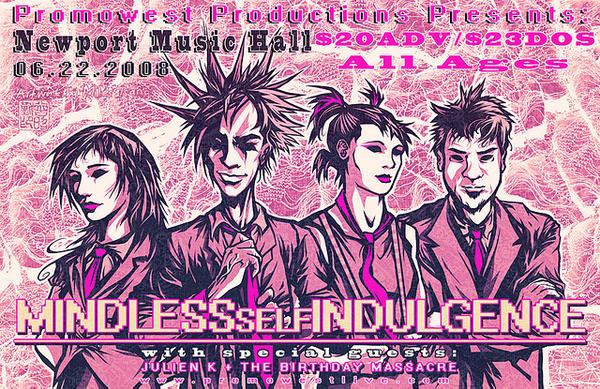 Promowest Productions Presents:
Newport Music Hall
$20ADV/$23DOS
06.22.2008
All Ages
MINDLESSSELFINDULGENCE
with special guests:
JULIEN K + THE BIRTHDAY MASSACRE
www.promowestlive.com